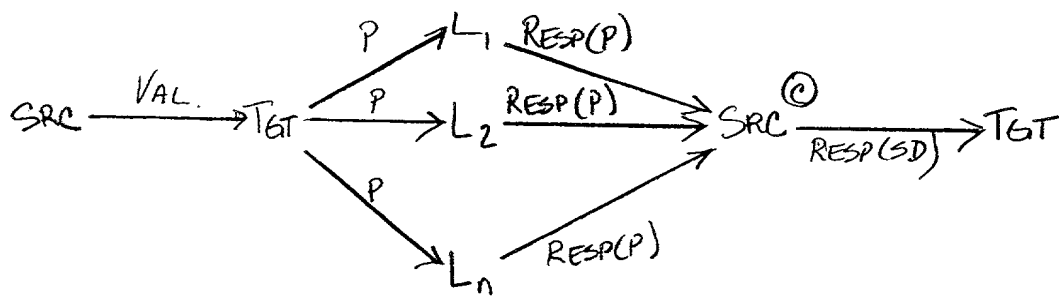 P L1 RESP(P)
SRC VAL. TGT P L2 RESP(P) SRC © RESP(SD) TGT
P Ln RESP(P)